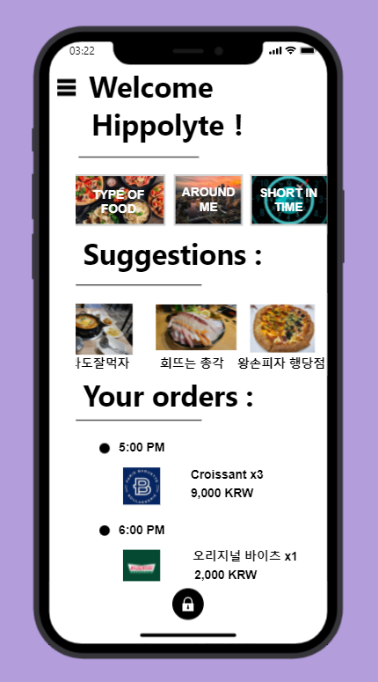 03:22
Welcome
Hippolyte !
TYPE OF
FOOD
AROUND
ME
SHORT IN
TIME
Suggestions :
나도잘먹자
회뜨는 총각
왕손피자 행당점
Your orders :
5:00 PM
B
Croissant x3
9,000 KRW
6:00 PM
오리지널 바이츠 x1
2,000 KRW